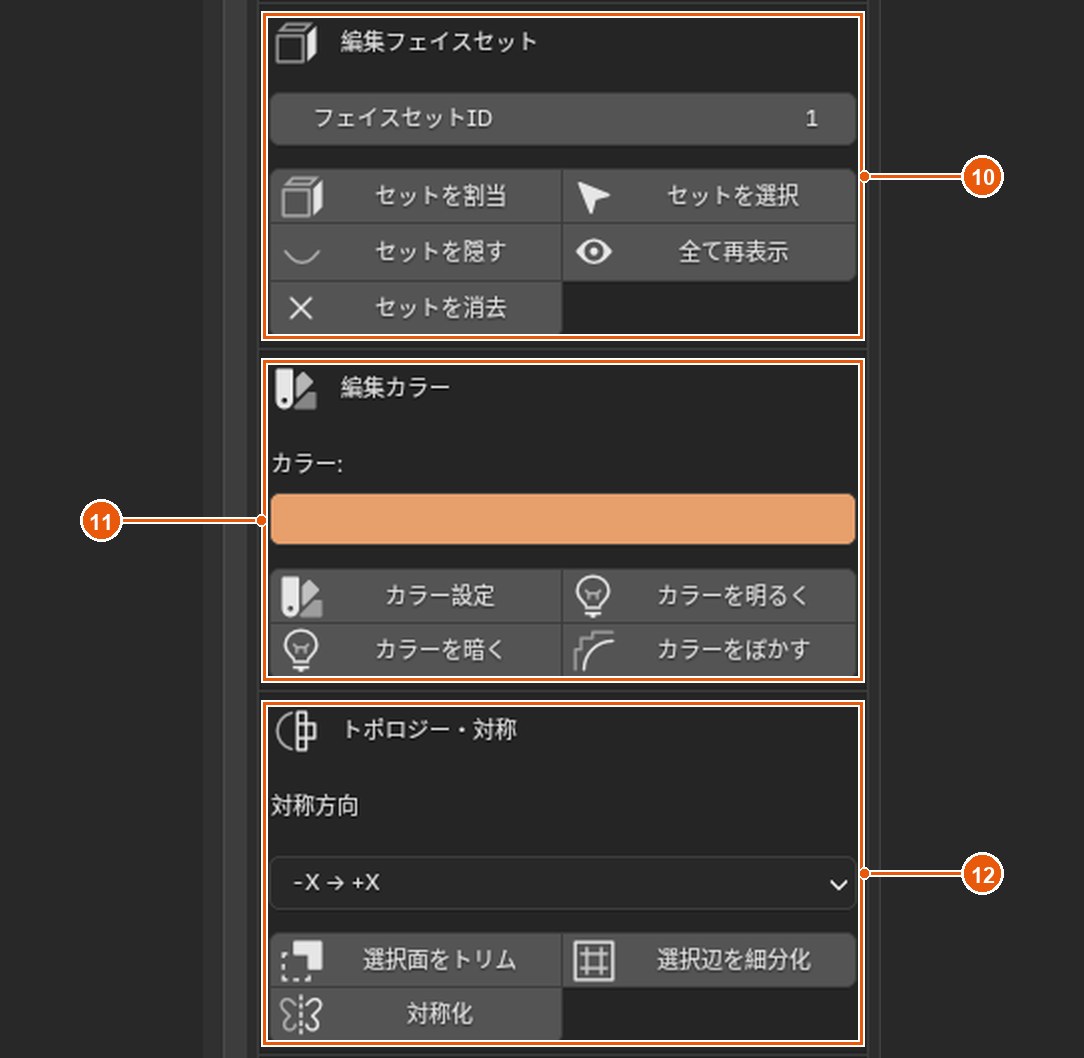 編集フェイスセット
フェイスセットID 1
10
セットを割当 セットを選択
セットを隠す 全て再表示
セットを消去
編集カラー
カラー:
11
カラー設定 カラーを明るく
カラーを暗く カラーをぼかす
トポロジー・対称
対称方向
-X → +X
12
選択面をトリム 選択辺を細分化
対称化